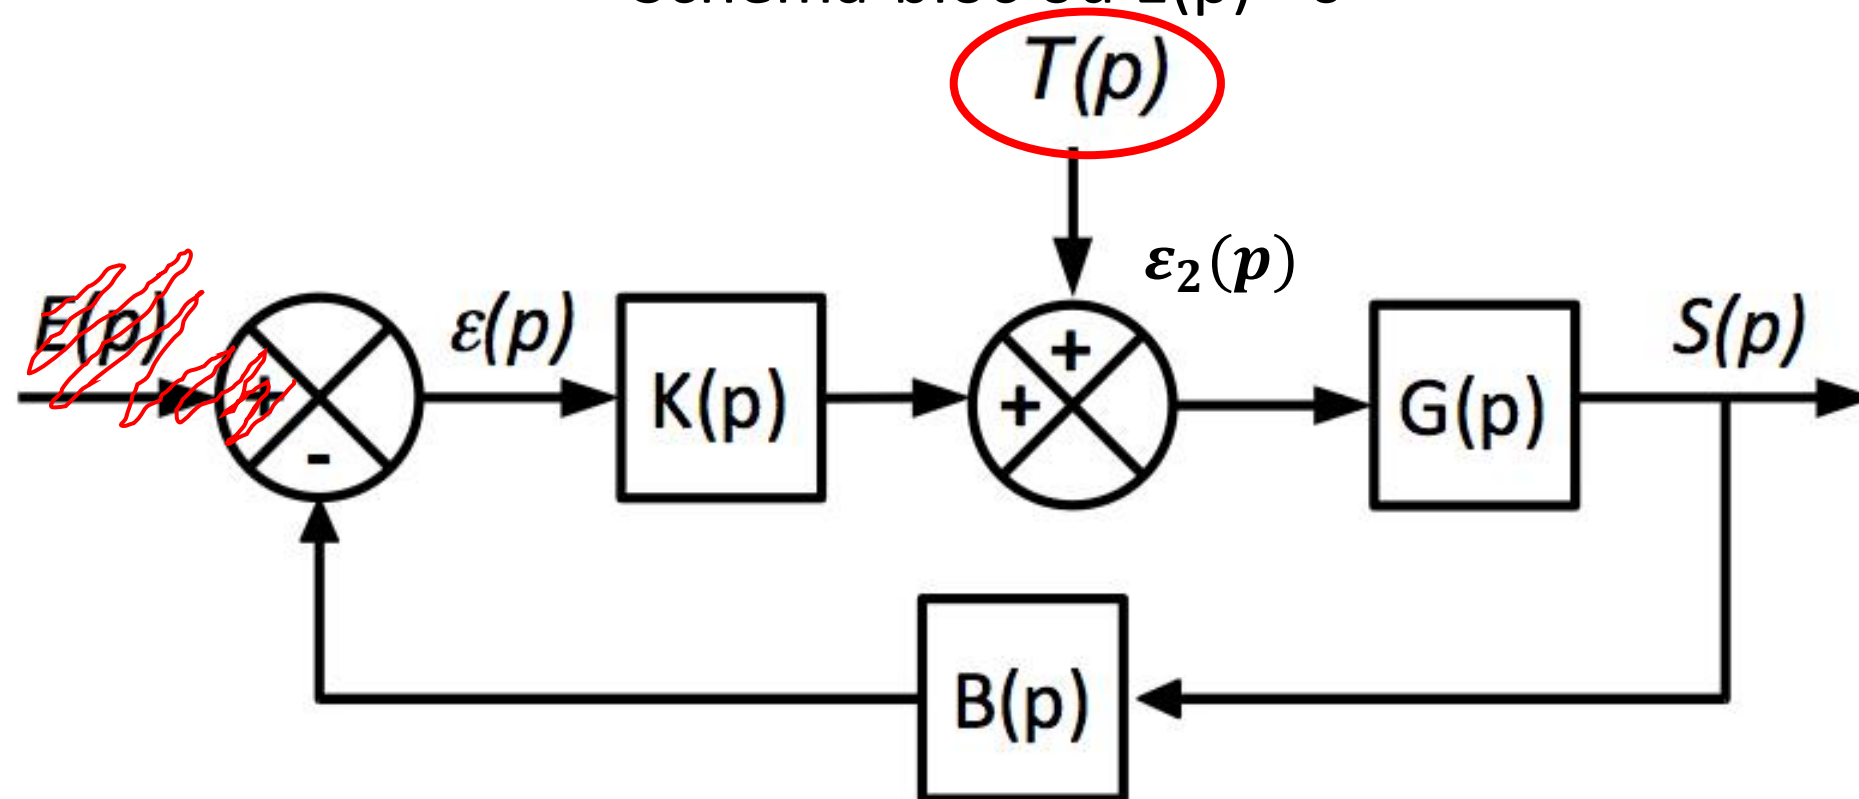 T(p)
ε₂(p)
E(p)
ε(p)
S(p)
+
+
K(p)
+
G(p)
-
B(p)